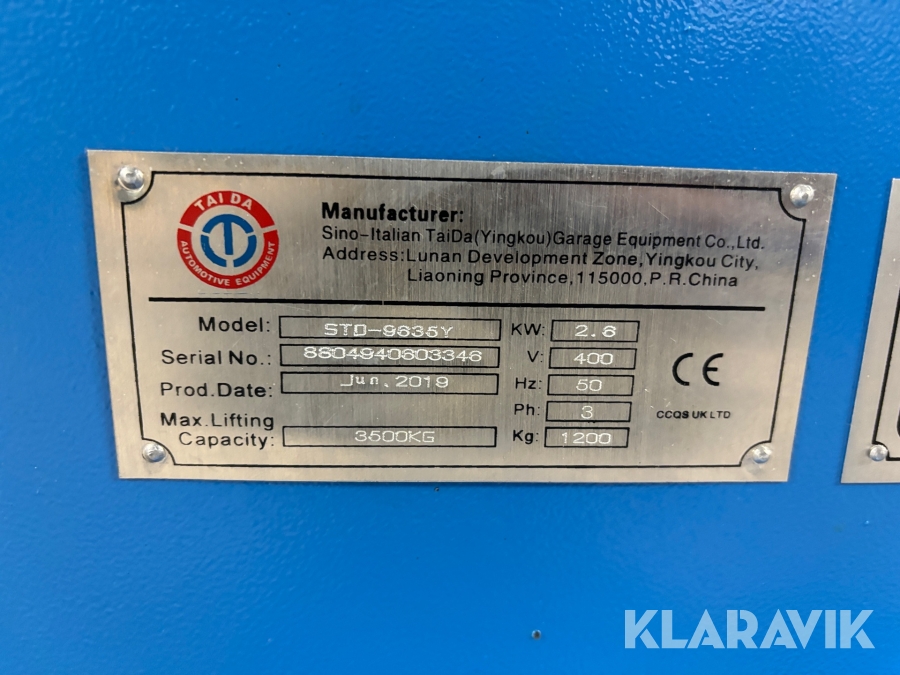 TAI DA
AUTOMOTIVE EQUIPMENT
Manufacturer:
Sino-Italian TaiDa(Yingkou)Garage Equipment Co.,Ltd.
Address:Lunan Development Zone,Yingkou City,
Liaoning Province,115000,P.R.China
Model: STD-9635Y KW: 2.6
Serial No.: 8804940603346 V: 400
Prod.Date: Jun.2019 Hz: 50
Ph: 3
Max.Lifting
Capacity: 3500KG Kg: 1200
CE
CCQS UK LTD
KLARAVIK